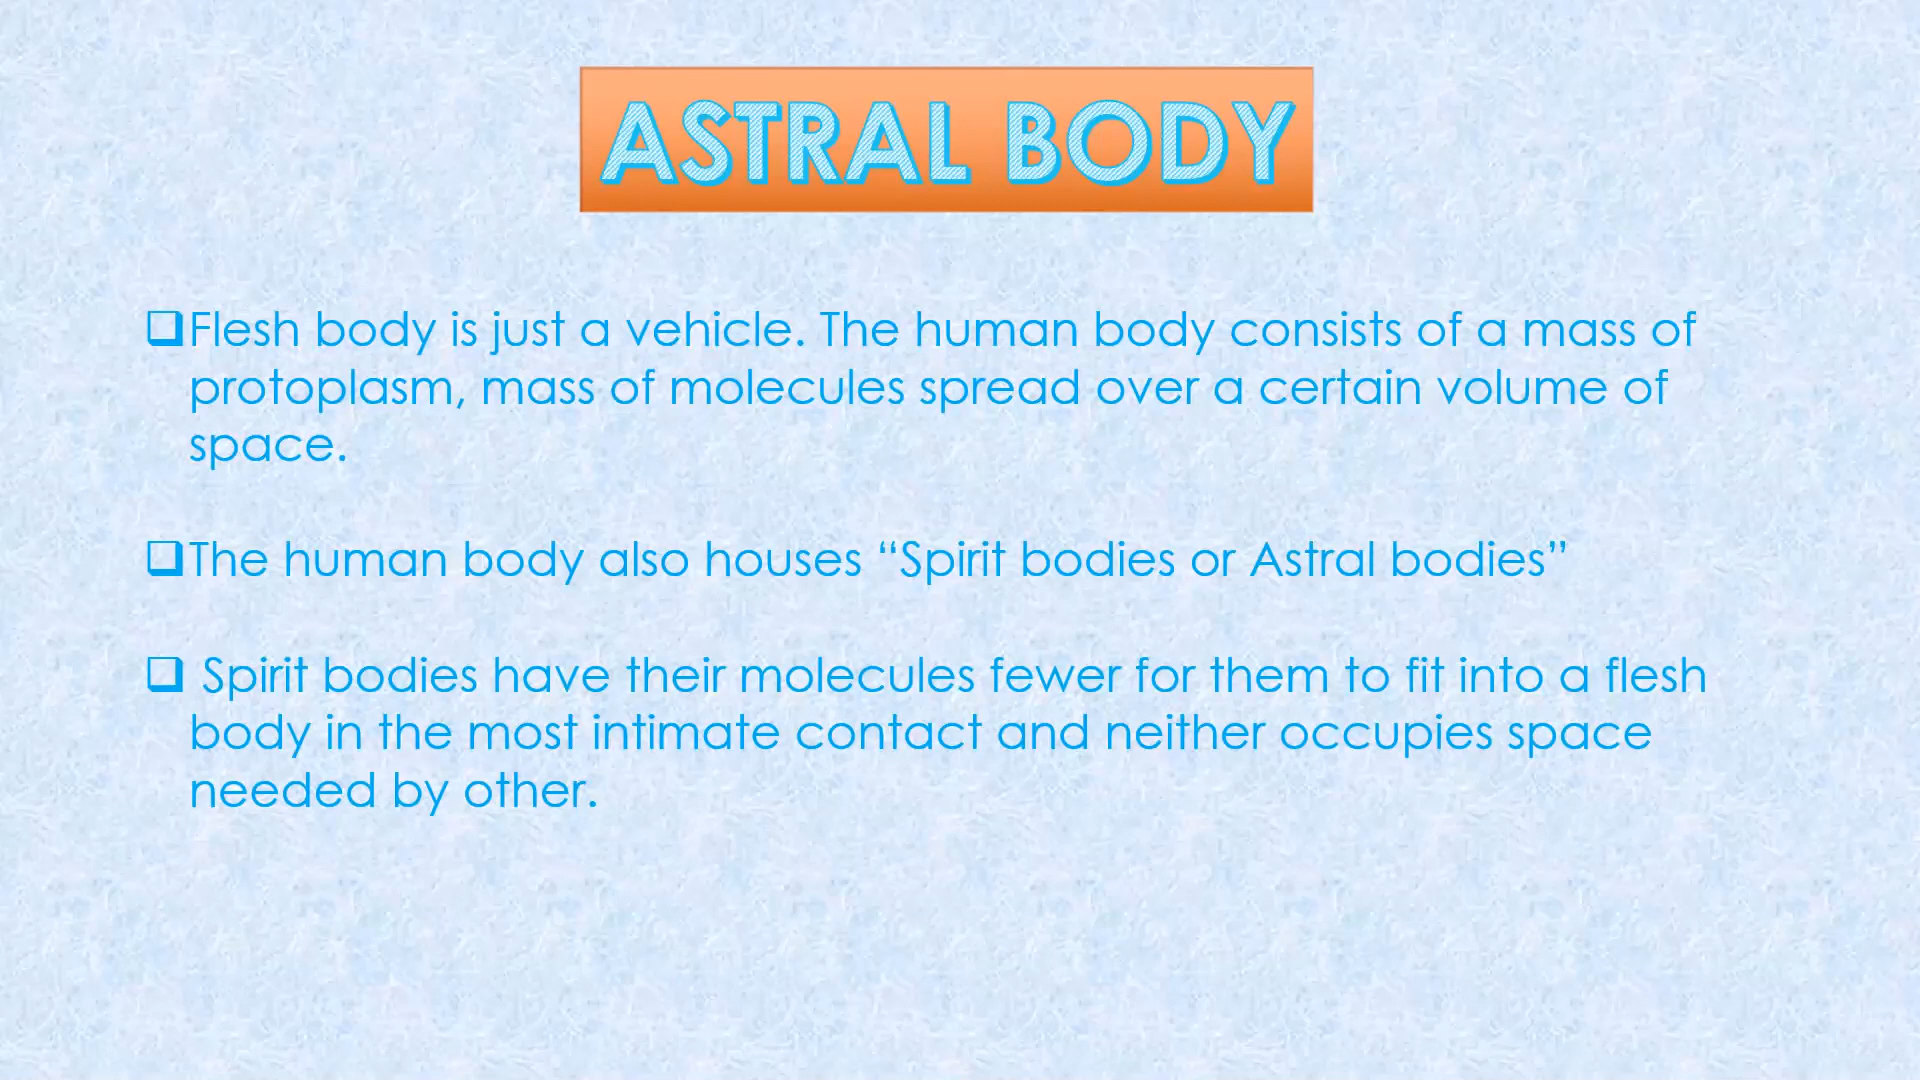 ASTRAL BODY
❑Flesh body is just a vehicle. The human body consists of a mass of
protoplasm, mass of molecules spread over a certain volume of
space.
❑The human body also houses “Spirit bodies or Astral bodies”
❑ Spirit bodies have their molecules fewer for them to fit into a flesh
body in the most intimate contact and neither occupies space
needed by other.